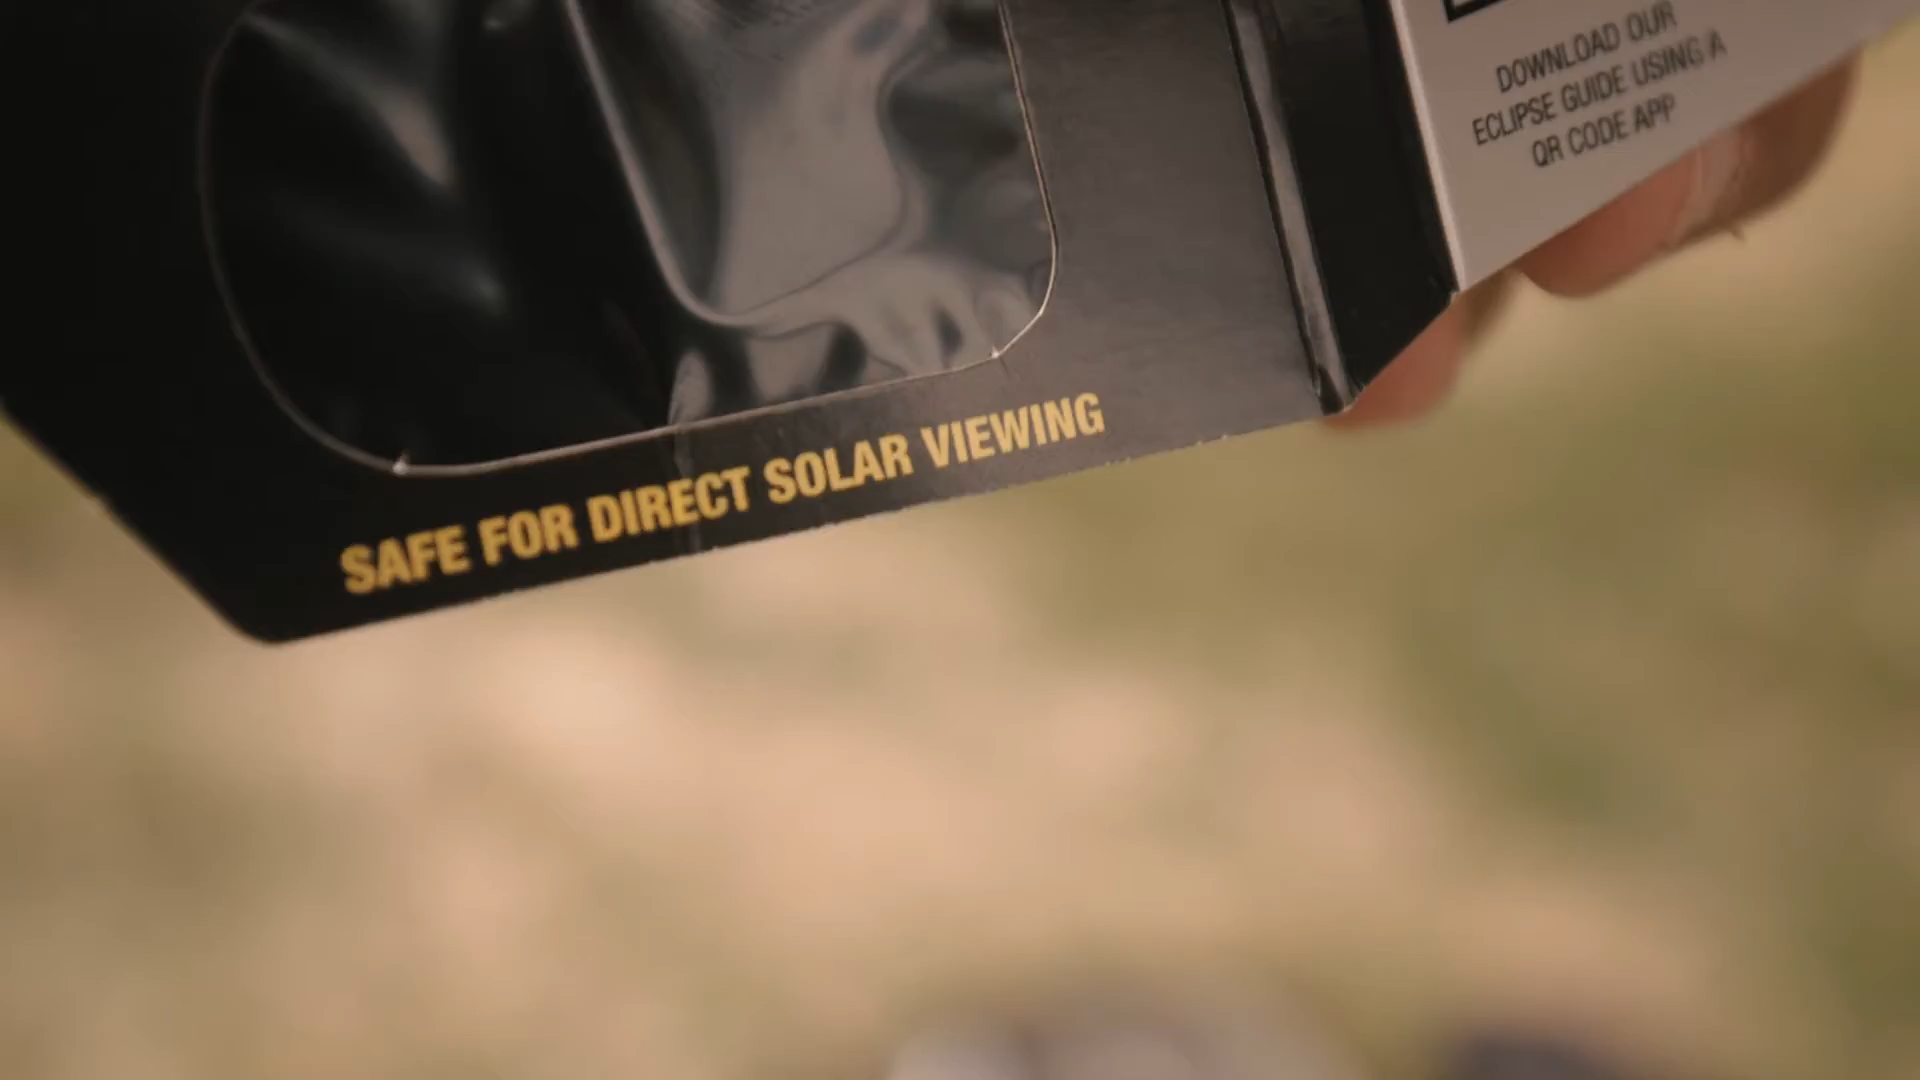 DOWNLOAD OUR
ECLIPSE GUIDE USING A
QR CODE APP
SAFE FOR DIRECT SOLAR VIEWING